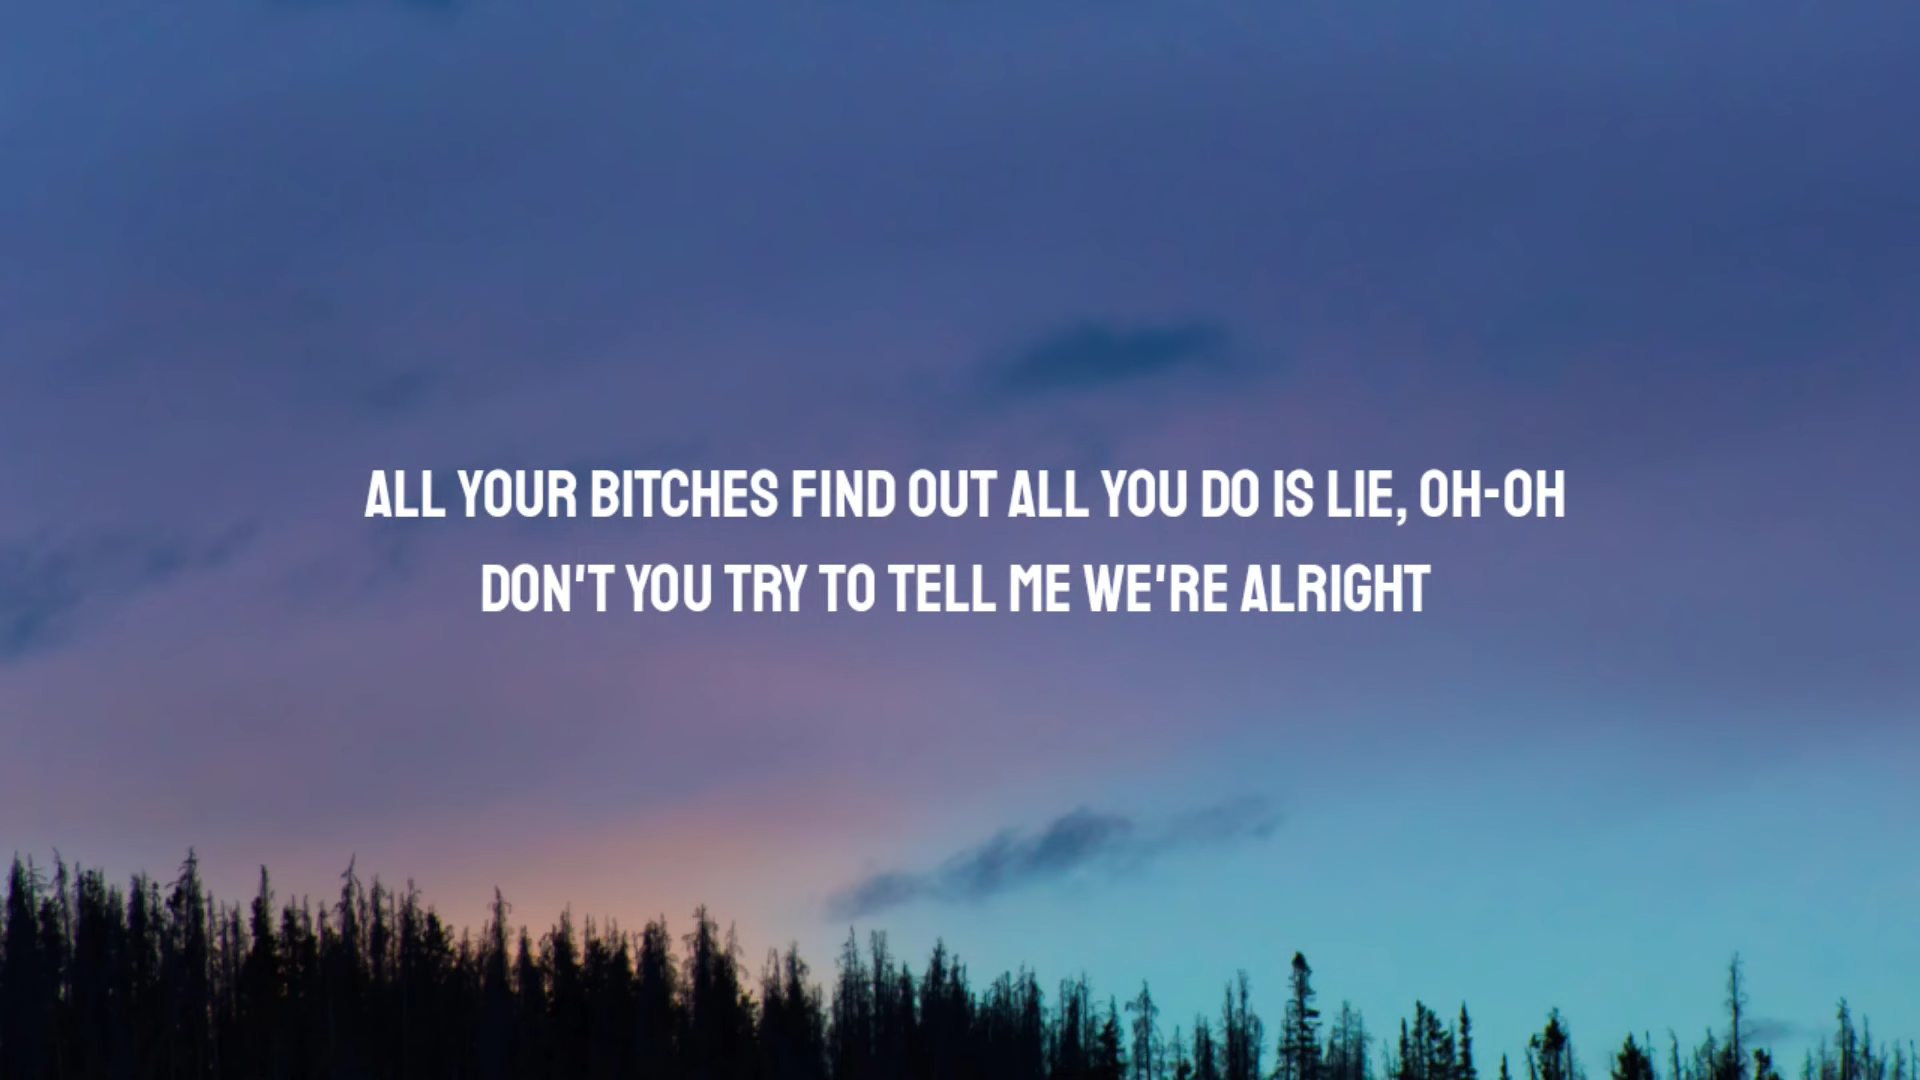 ALL YOUR BITCHES FIND OUT ALL YOU DO IS LIE, OH-OH
DON'T YOU TRY TO TELL ME WE'RE ALRIGHT